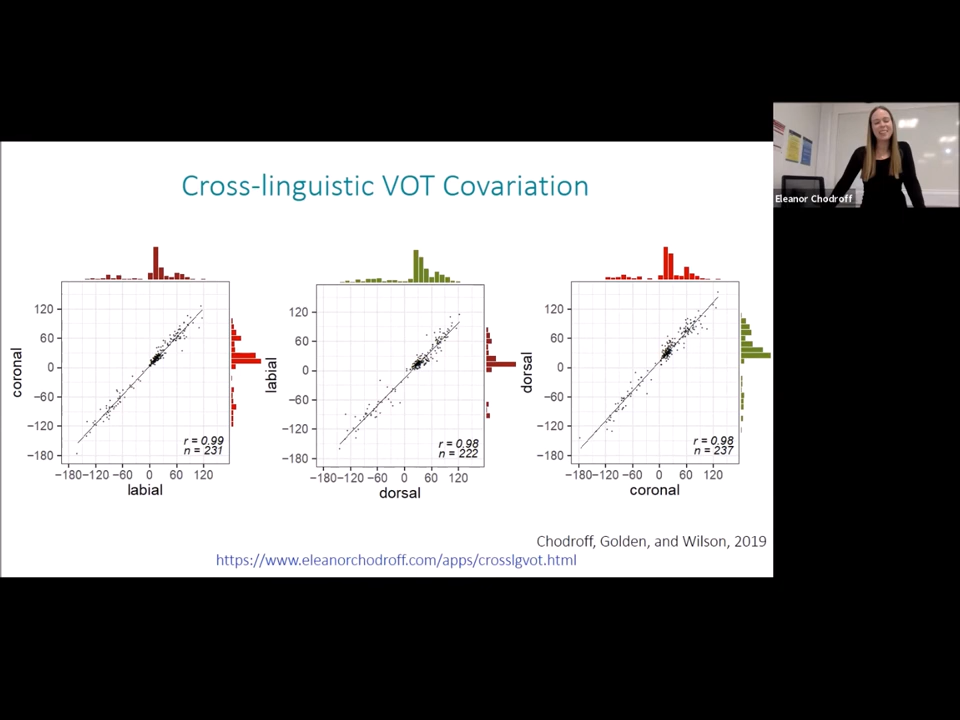 Cross-linguistic VOT Covariation
coronal
120
60
0
−60
−120
−180
r = 0.99
n = 231
−180−120 −60 0 60 120
labial
labial
120
60
0
−60
−120
−180
r = 0.98
n = 222
−180−120 −60 0 60 120
dorsal
dorsal
120
60
0
−60
−120
−180
r = 0.98
n = 237
−180−120 −60 0 60 120
coronal
Chodroff, Golden, and Wilson, 2019
https://www.eleanorchodroff.com/apps/crosslgvot.html
Eleanor Chodroff